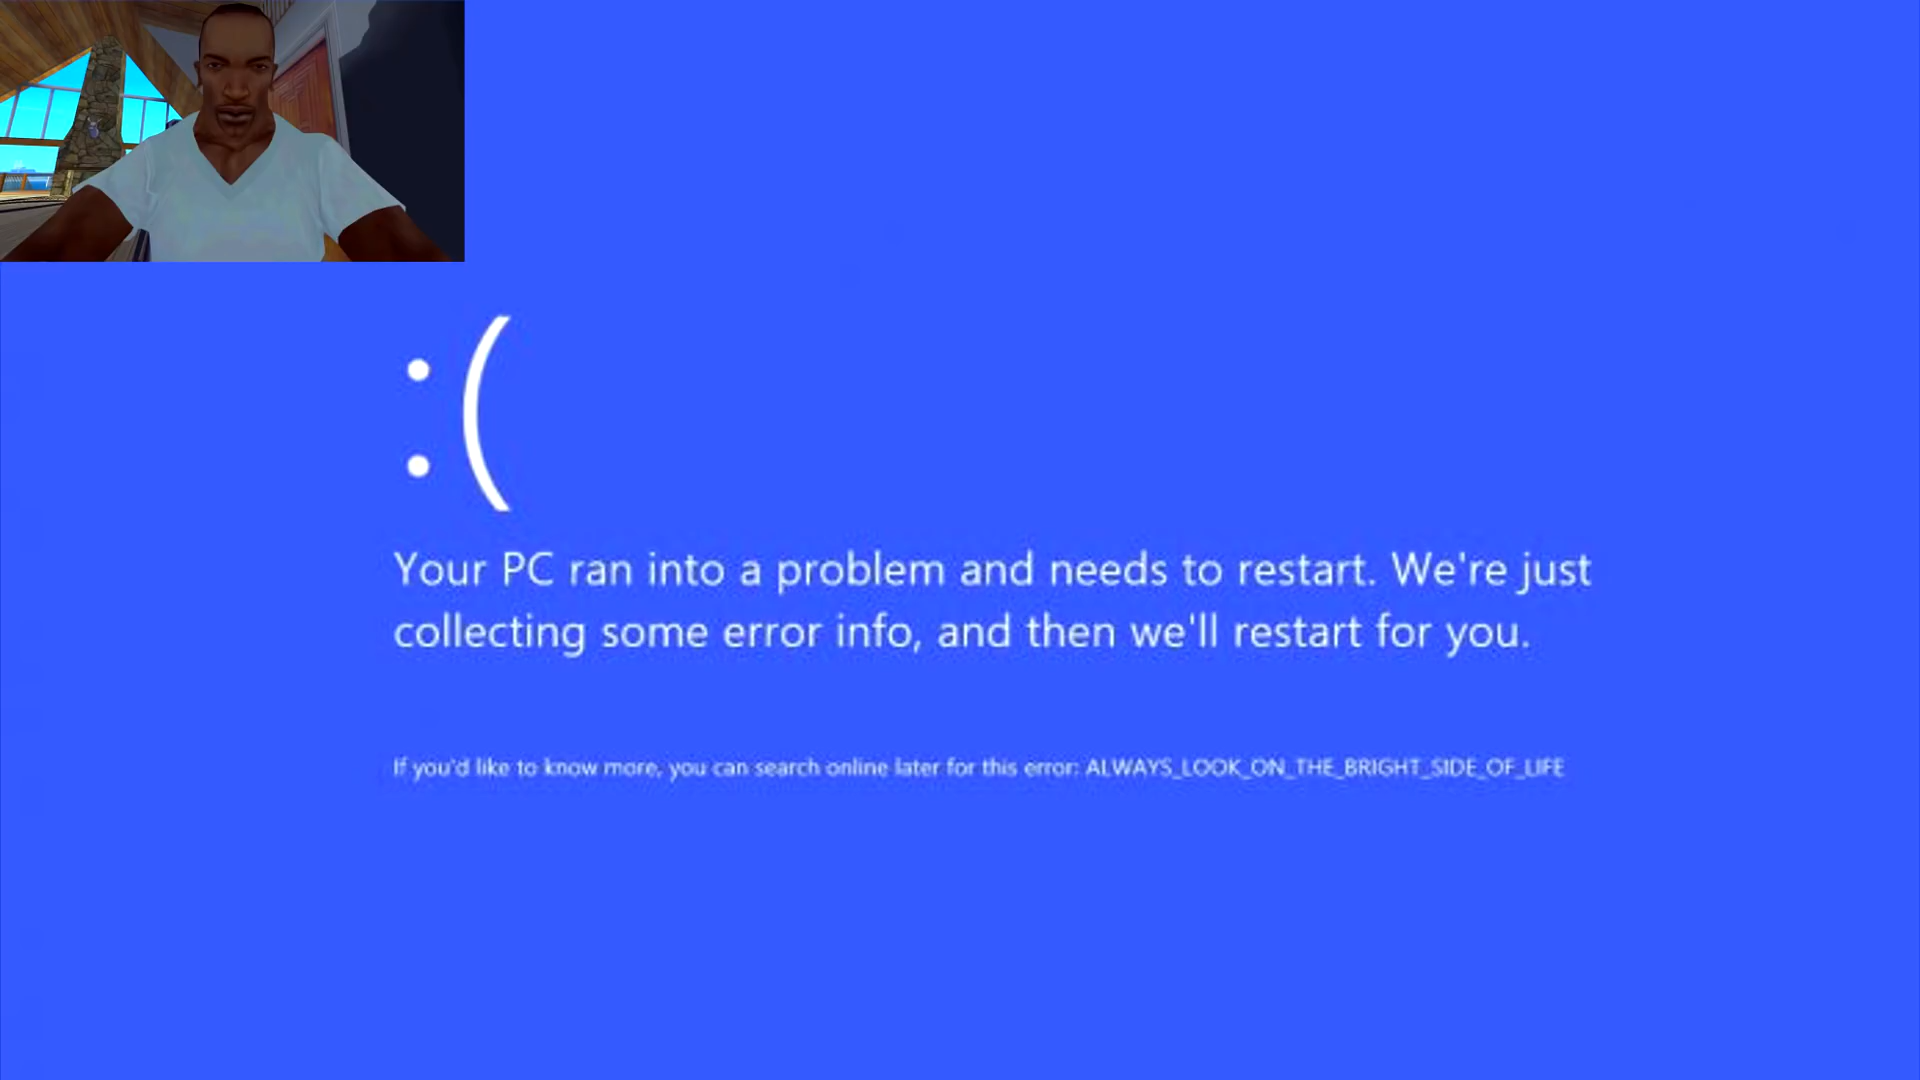 :(
Your PC ran into a problem and needs to restart. We're just
collecting some error info, and then we'll restart for you.
If you'd like to know more, you can search online later for this error: ALWAYS_LOOK_ON_THE_BRIGHT_SIDE_OF_LIFE